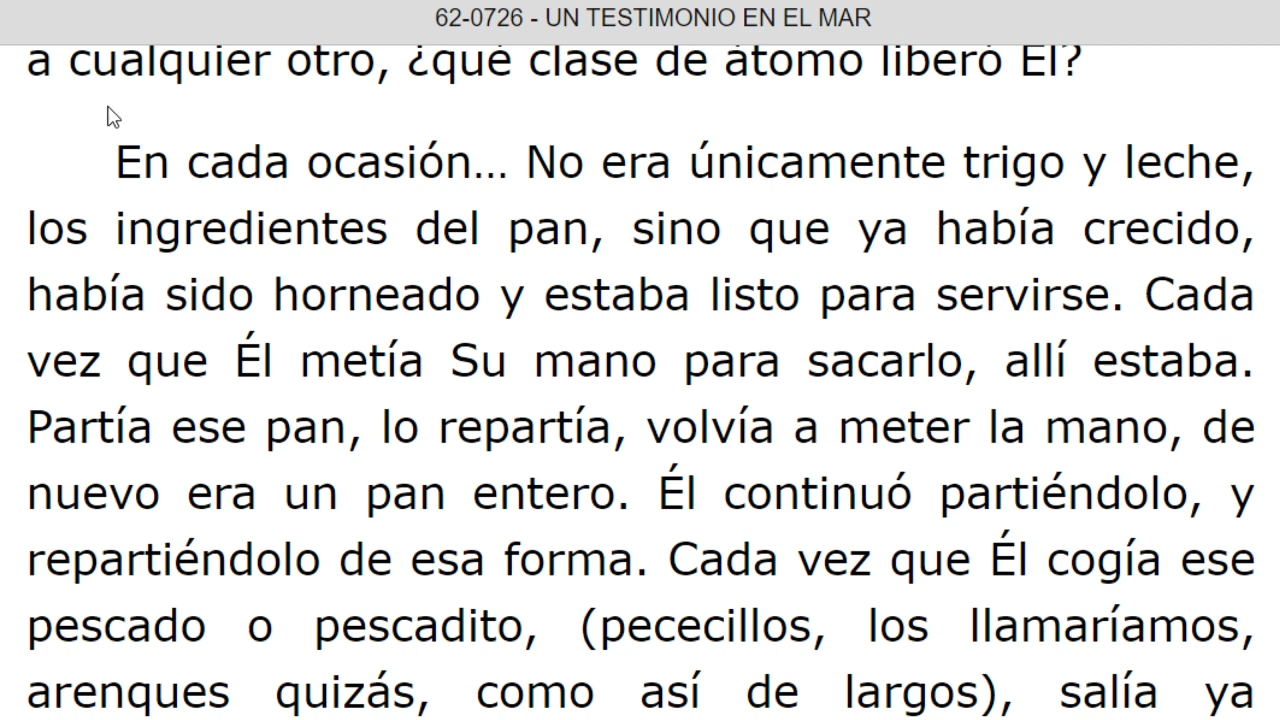 62-0726 - UN TESTIMONIO EN EL MAR
a cualquier otro, ¿qué clase de átomo liberó Él?
En cada ocasión... No era únicamente trigo y leche,
los ingredientes del pan, sino que ya había crecido,
había sido horneado y estaba listo para servirse. Cada
vez que Él metía Su mano para sacarlo, allí estaba.
Partía ese pan, lo repartía, volvía a meter la mano, de
nuevo era un pan entero. Él continuó partiéndolo, y
repartiéndolo de esa forma. Cada vez que Él cogía ese
pescado o pescadito, (pececillos, los llamaríamos,
arenques quizás, como así de largos), salía ya